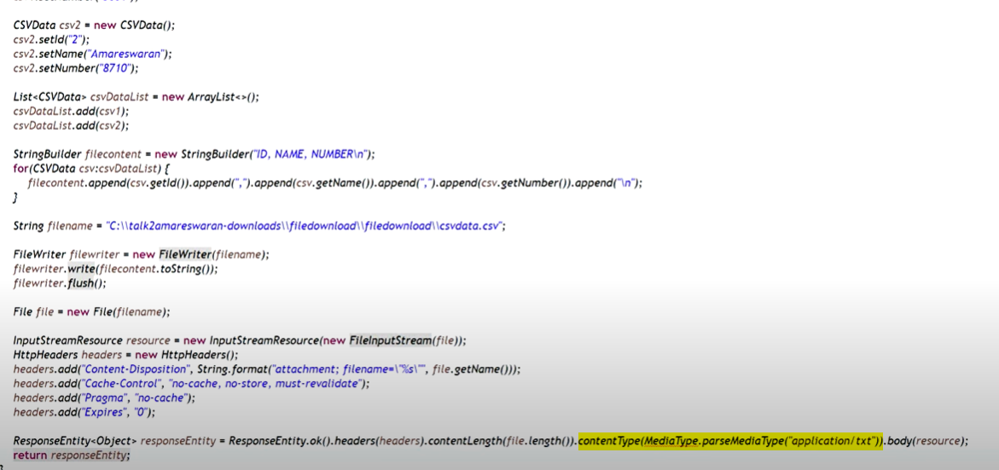 CSVData csv2 = new CSVData();
csv2.setId("2");
csv2.setName("Amareswaran");
csv2.setNumber("8710");
List<CSVData> csvDataList = new ArrayList<>();
csvDataList.add(csv1);
csvDataList.add(csv2);
StringBuilder filecontent = new StringBuilder("ID, NAME, NUMBER\n");
for(CSVData csv:csvDataList) {
filecontent.append(csv.getId()).append(",").append(csv.getName()).append(",").append(csv.getNumber()).append("\n");
}
String filename = "C:\\talk2amareswaran-downloads\\filedownload\\filedownload\\csvdata.csv";
FileWriter filewriter = new FileWriter(filename);
filewriter.write(filecontent.toString());
filewriter.flush();
File file = new File(filename);
InputStreamResource resource = new InputStreamResource(new FileInputStream(file));
HttpHeaders headers = new HttpHeaders();
headers.add("Content-Disposition", String.format("attachment; filename=\"%s\"", file.getName()));
headers.add("Cache-Control", "no-cache, no-store, must-revalidate");
headers.add("Pragma", "no-cache");
headers.add("Expires", "0");
ResponseEntity<Object> responseEntity = ResponseEntity.ok().headers(headers).contentLength(file.length()).contentType(MediaType.parseMediaType("application/txt")).body(resource);
return responseEntity;